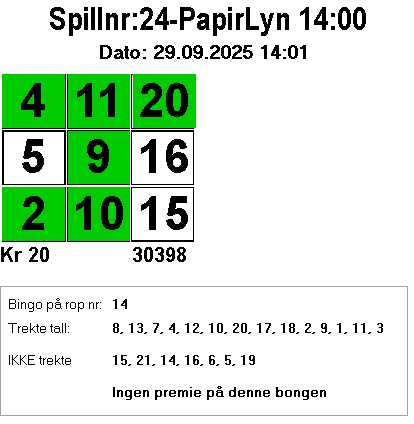 Spillnr:24-PapirLyn 14:00
Dato: 29.09.2025 14:01
4 11 20
5 9 16
2 10 15
Kr 20 30398
Bingo på rop nr: 14
Trekte tall: 8, 13, 7, 4, 12, 10, 20, 17, 18, 2, 9, 1, 11, 3
IKKE trekte 15, 21, 14, 16, 6, 5, 19
Ingen premie på denne bongen